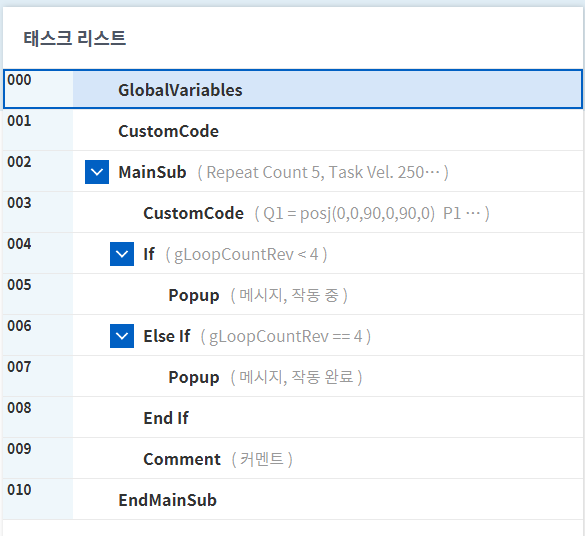 태스크 리스트
000 GlobalVariables
001 CustomCode
002 MainSub ( Repeat Count 5, Task Vel. 250⋯ )
003 CustomCode ( Q1 = posj(0,0,90,0,90,0) P1 ⋯ )
004 If ( gLoopCountRev < 4 )
005 Popup ( 메시지, 작동 중 )
006 Else If ( gLoopCountRev == 4 )
007 Popup ( 메시지, 작동 완료 )
008 End If
009 Comment ( 커멘트 )
010 EndMainSub